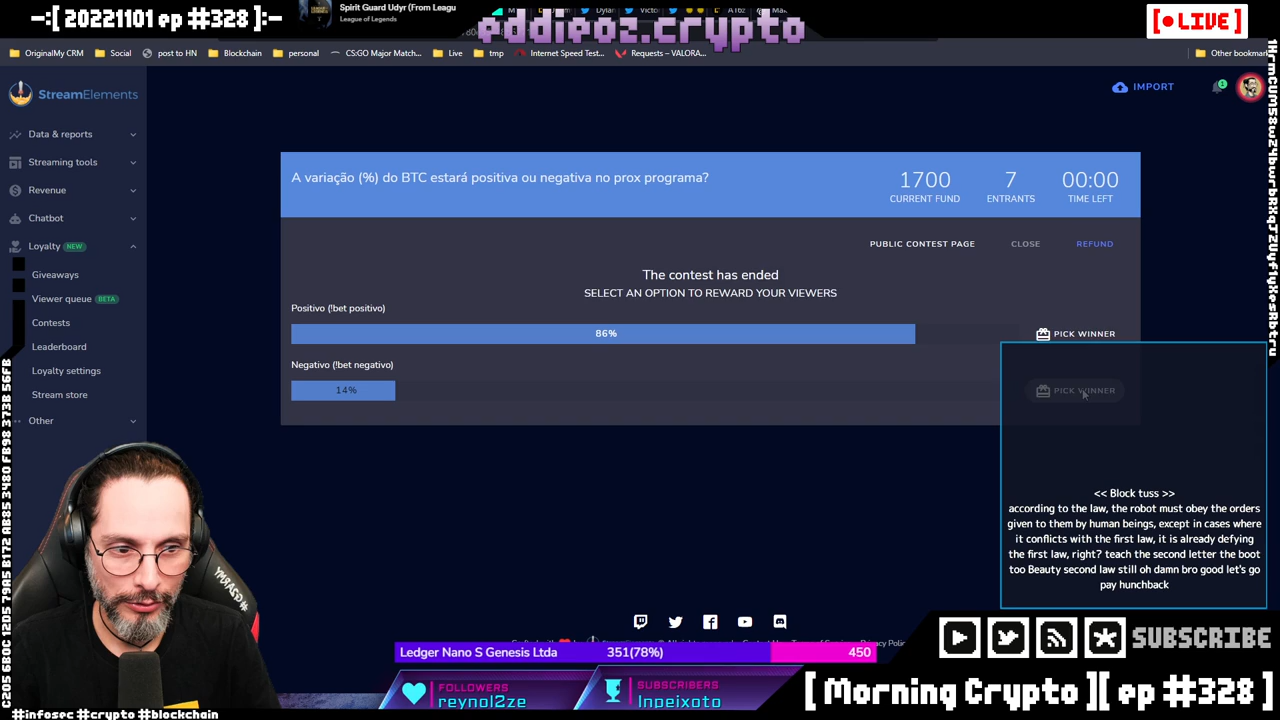 -:[ 20221101 ep #328 ]:-
Spirit Guard Udyr (From Leagu
League of Legends
Dylan
Victo
A162
Mak
eddieoz.crypto
[ • LIVE ]
OriginalMy CRM
Social
post to HN
Blockchain
personal
CS:GO Major Match...
Live
tmp
Internet Speed Test...
Requests – VALORA...
Other bookmar
StreamElements
IMPORT
1
Data & reports
Streaming tools
Revenue
Chatbot
Loyalty NEW
Giveaways
Viewer queue BETA
Contests
Leaderboard
Loyalty settings
Stream store
Other
A variação (%) do BTC estará positiva ou negativa no prox programa?
1700
CURRENT FUND
7
ENTRANTS
00:00
TIME LEFT
PUBLIC CONTEST PAGE
CLOSE
REFUND
The contest has ended
SELECT AN OPTION TO REWARD YOUR VIEWERS
Positivo (!bet positivo)
86%
PICK WINNER
Negativo (!bet negativo)
14%
PICK WINNER
<< Block tuss >>
according to the law, the robot must obey the orders
given to them by human beings, except in cases where
it conflicts with the first law, it is already defying
the first law, right? teach the second letter the boot
too Beauty second law still oh damn bro good let's go
pay hunchback
Ledger Nano S Genesis Ltda
351(78%)
450
FOLLOWERS
reynol2ze
SUBSCRIBERS
lnpeixoto
SUBSCRIBE
[ Morning Crypto ][ ep #328 ]
#infosec #crypto #blockchain